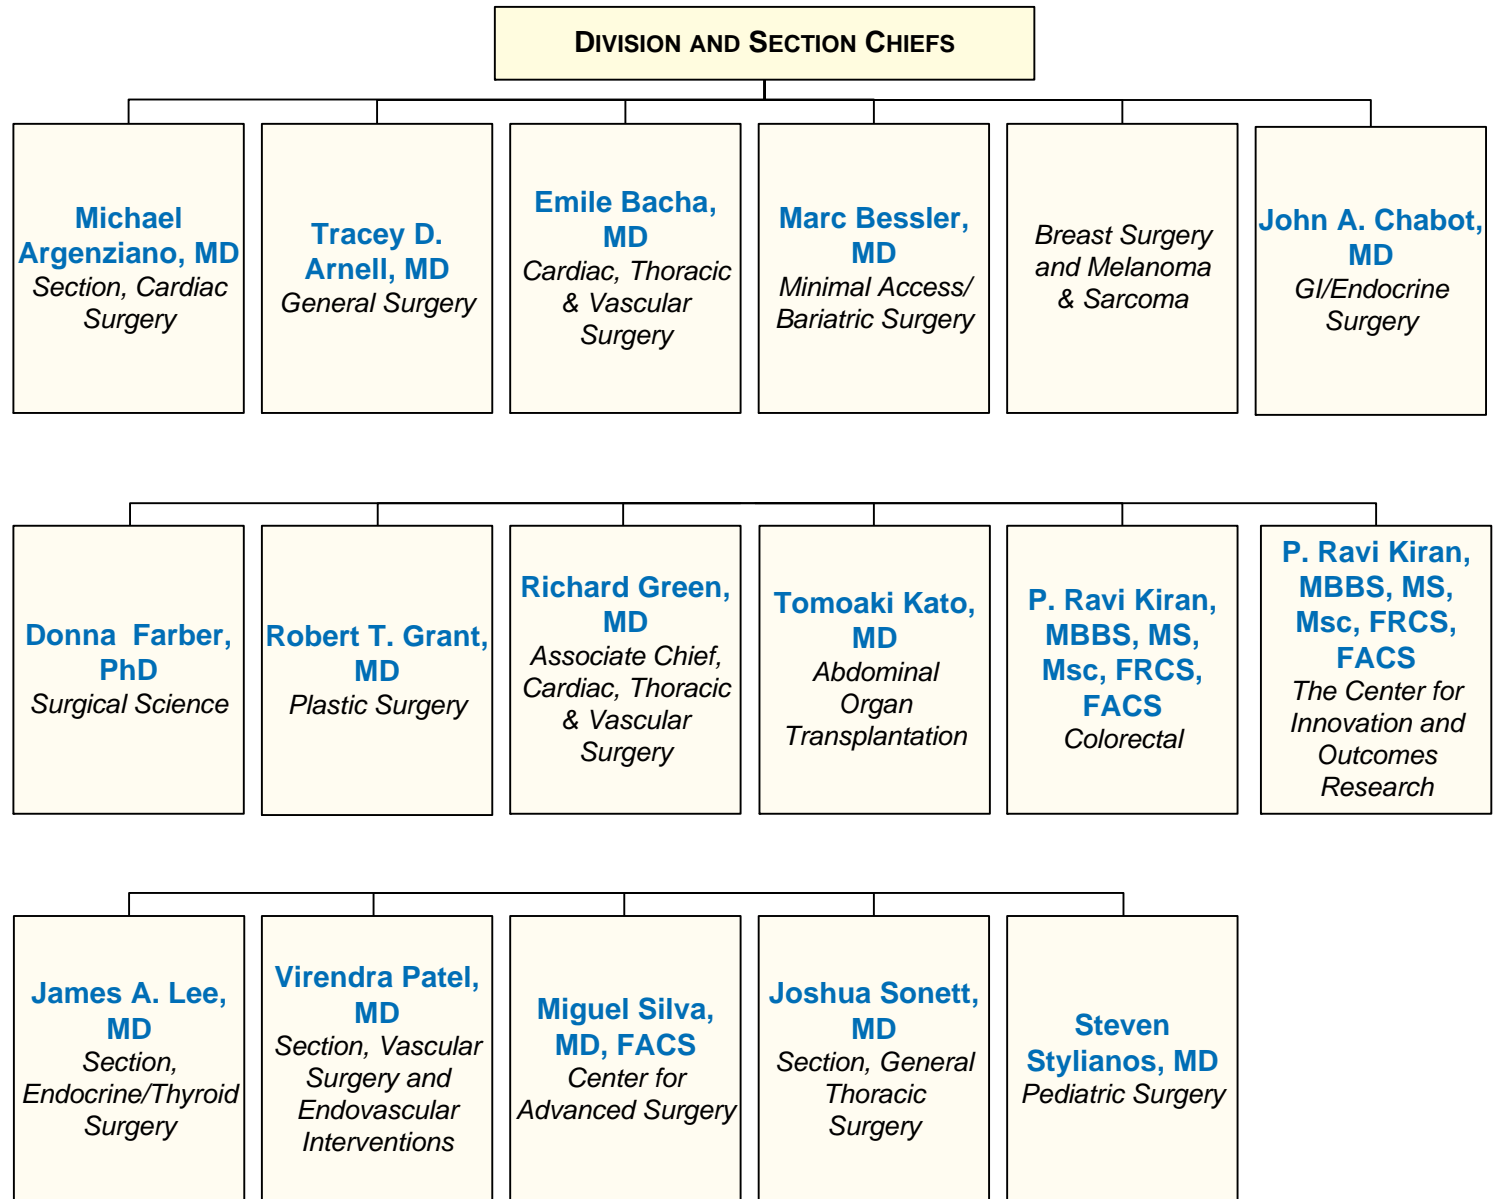 DIVISION AND SECTION CHIEFS
Michael
Argenziano, MD
Section, Cardiac
Surgery
Tracey D.
Arnell, MD
General Surgery
Emile Bacha,
MD
Cardiac, Thoracic
& Vascular
Surgery
Marc Bessler,
MD
Minimal Access/
Bariatric Surgery
Breast Surgery
and Melanoma
& Sarcoma
John A. Chabot,
MD
GI/Endocrine
Surgery
Donna Farber,
PhD
Surgical Science
Robert T. Grant,
MD
Plastic Surgery
Richard Green,
MD
Associate Chief,
Cardiac, Thoracic
& Vascular
Surgery
Tomoaki Kato,
MD
Abdominal
Organ
Transplantation
P. Ravi Kiran,
MBBS, MS,
Msc, FRCS,
FACS
Colorectal
P. Ravi Kiran,
MBBS, MS,
Msc, FRCS,
FACS
The Center for
Innovation and
Outcomes
Research
James A. Lee,
MD
Section,
Endocrine/Thyroid
Surgery
Virendra Patel,
MD
Section, Vascular
Surgery and
Endovascular
Interventions
Miguel Silva,
MD, FACS
Center for
Advanced Surgery
Joshua Sonett,
MD
Section, General
Thoracic
Surgery
Steven
Stylianos, MD
Pediatric Surgery